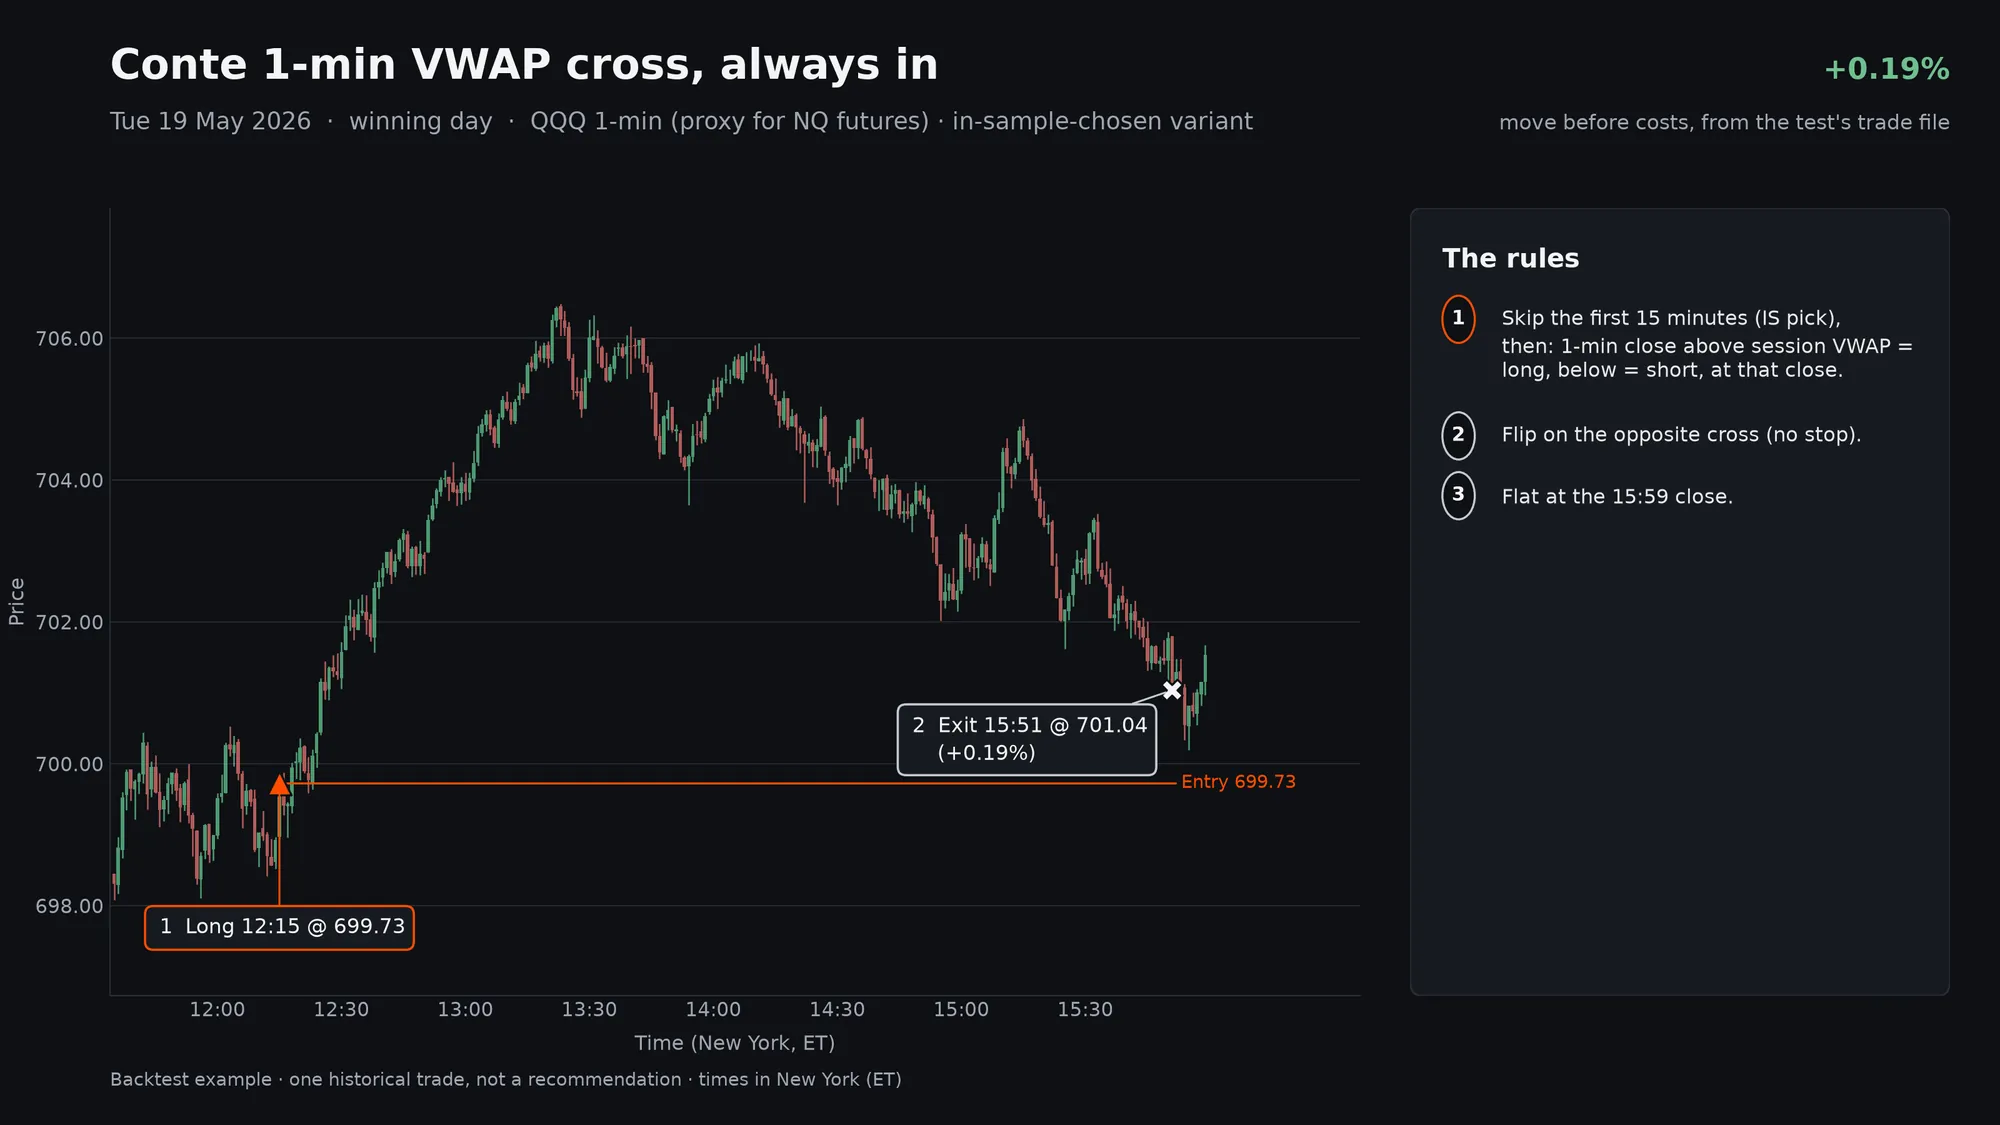 Conte 1-min VWAP cross, always in
+0.19%
Tue 19 May 2026 · winning day · QQQ 1-min (proxy for NQ futures) · in-sample-chosen variant
move before costs, from the test's trade file
The rules
1 Skip the first 15 minutes (IS pick),
then: 1-min close above session VWAP =
long, below = short, at that close.
2 Flip on the opposite cross (no stop).
3 Flat at the 15:59 close.
Price
706.00
704.00
702.00
700.00
698.00
2 Exit 15:51 @ 701.04
(+0.19%)
Entry 699.73
1 Long 12:15 @ 699.73
12:00 12:30 13:00 13:30 14:00 14:30 15:00 15:30
Time (New York, ET)
Backtest example · one historical trade, not a recommendation · times in New York (ET)